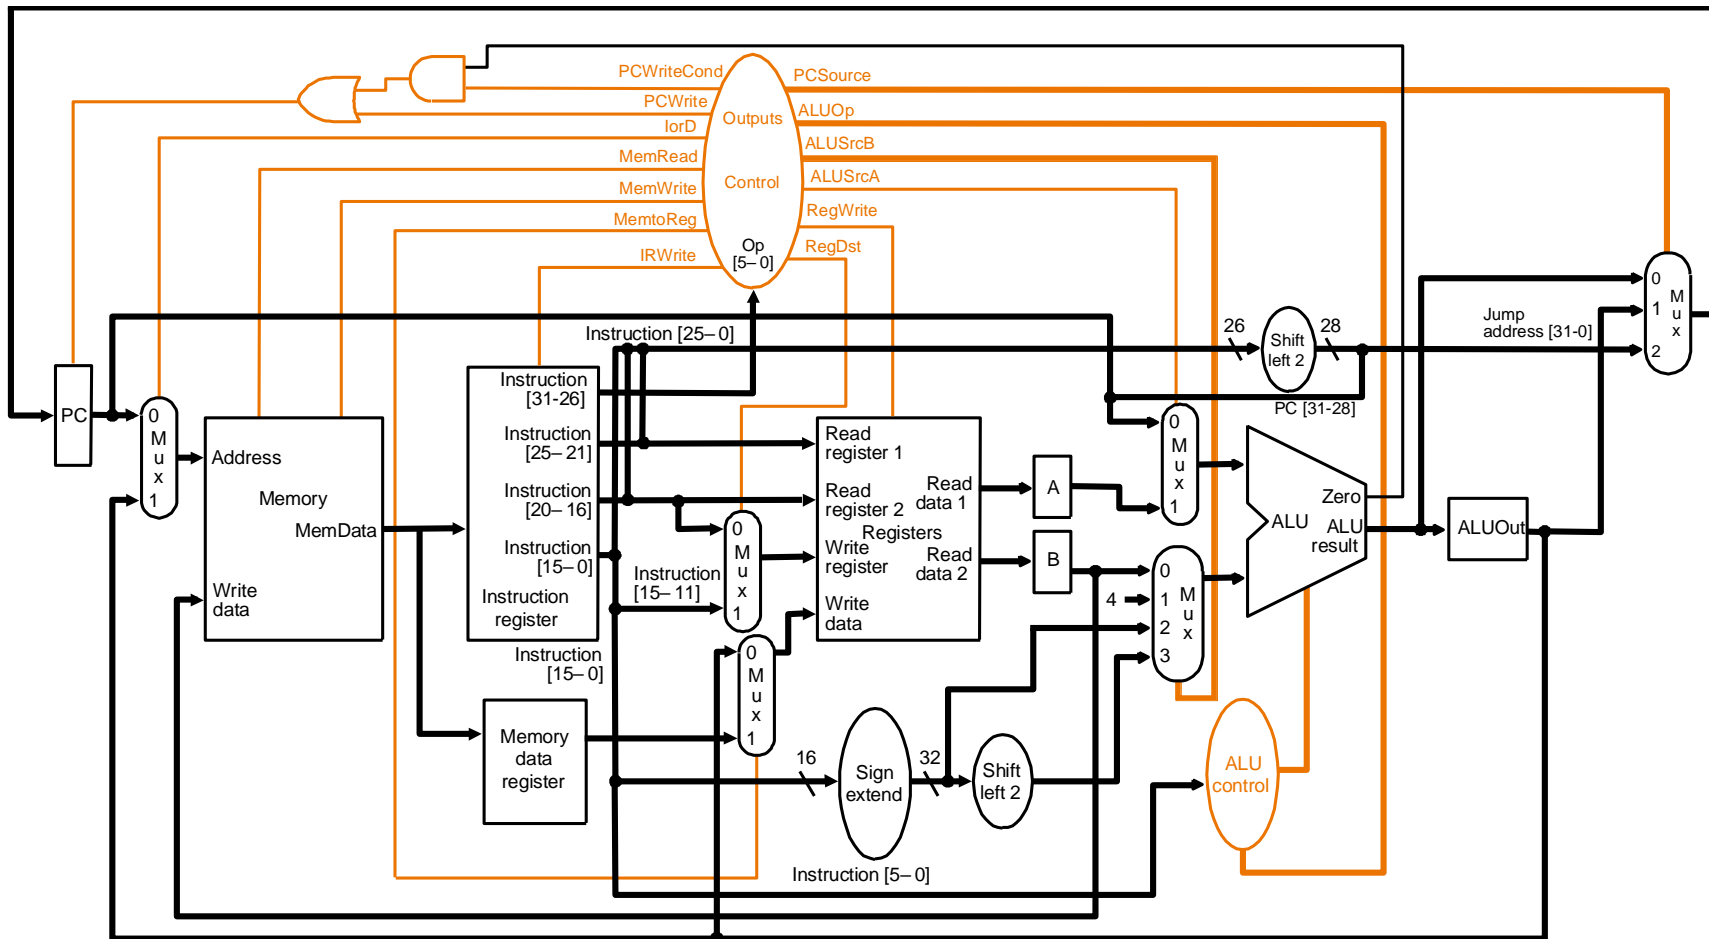 PCWriteCond
PCSource
PCWrite
ALUOp
Outputs
IorD
ALUSrcB
MemRead
ALUSrcA
Control
MemWrite
RegWrite
MemtoReg
RegDst
Op
[5–0]
IRWrite
0
1
2
M
u
x
Jump
address [31-0]
Instruction [25–0]
26
Shift
left 2
28
PC [31-28]
PC
0
M
u
x
1
Address
Memory
MemData
Write
data
Instruction
[31-26]
Instruction
[25–21]
Instruction
[20–16]
Instruction
[15–0]
Instruction
register
Instruction
[15–0]
Instruction
[15–11]
0
M
u
x
1
Read
register 1
Read
register 2
Registers
Write
register
Write
data
Read
data 1
Read
data 2
A
B
0
M
u
x
1
4
0
1
2
3
M
u
x
Zero
ALU
ALU
result
ALUOut
0
M
u
x
1
Memory
data
register
16
Sign
extend
32
Shift
left 2
ALU
control
Instruction [5–0]